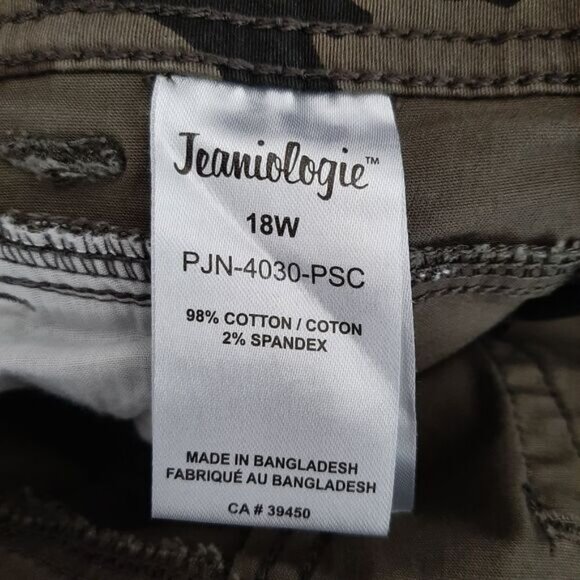 Jeaniologie™
18W
PJN-4030-PSC
98% COTTON / COTON
2% SPANDEX
MADE IN BANGLADESH
FABRIQUÉ AU BANGLADESH
CA # 39450